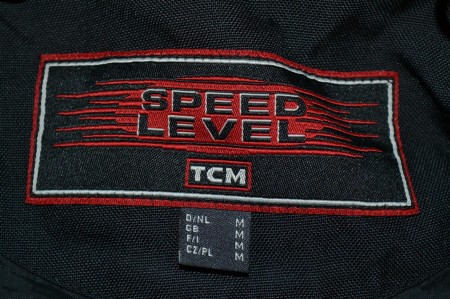 SPEED
LEVEL
TCM
D/NL M
GB M
F/I M
CZ/PL M